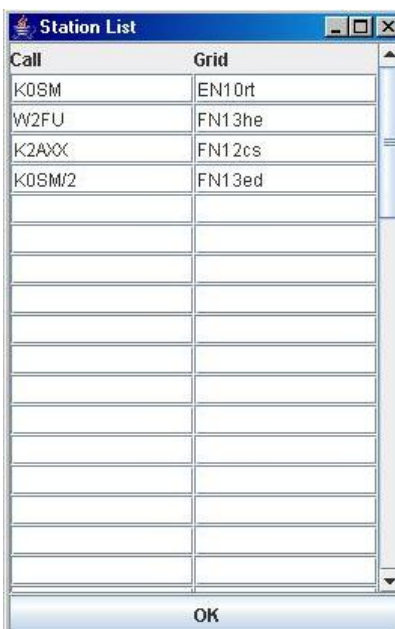 Station List
Call Grid
K0SM EN10rt
W2FU FN13he
K2AXX FN12cs
K0SM/2 FN13ed
OK